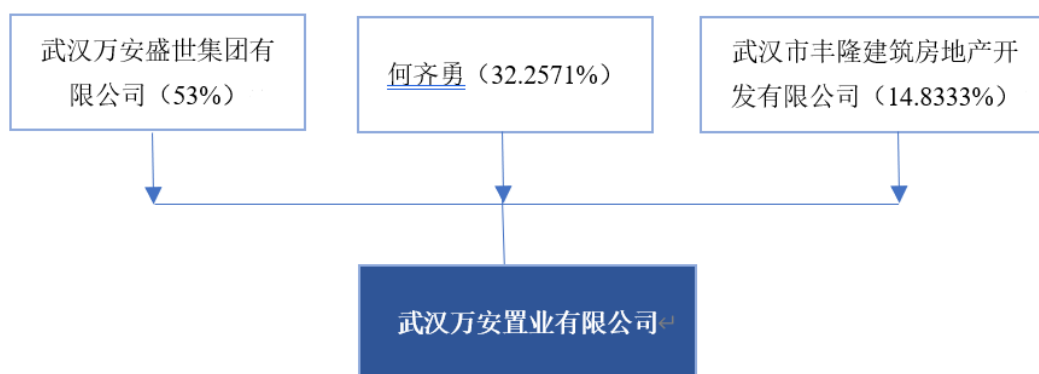 武汉万安盛世集团有
限公司（53%）
何齐勇（32.2571%）
武汉市丰隆建筑房地产开
发有限公司（14.8333%）
武汉万安置业有限公司↵